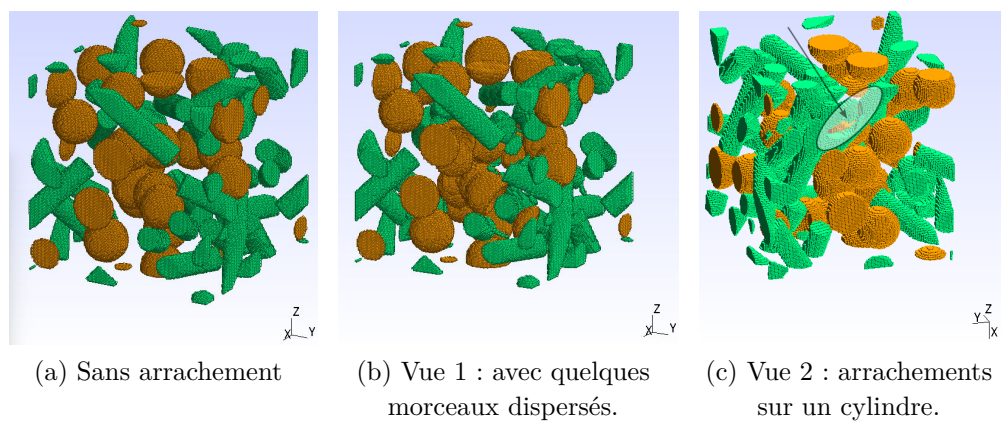 Z
X
Y
Z
X
Y
Z
Y
X
(a) Sans arrachement
(b) Vue 1 : avec quelques
morceaux dispersés.
(c) Vue 2 : arrachements
sur un cylindre.